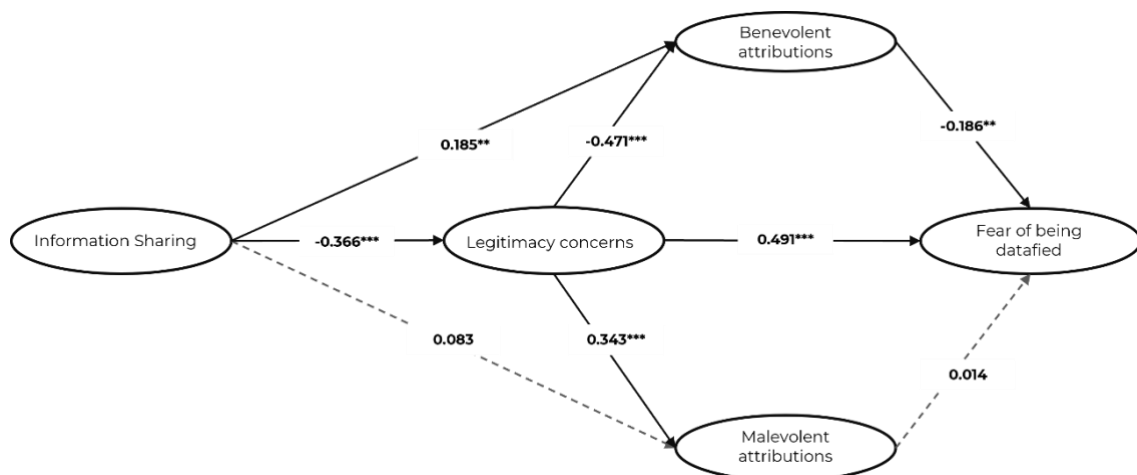 Benevolent
attributions
0.185**
-0.471***
-0.186**
Information Sharing
-0.366***
Legitimacy concerns
0.491***
Fear of being
datafied
0.083
0.343***
0.014
Malevolent
attributions